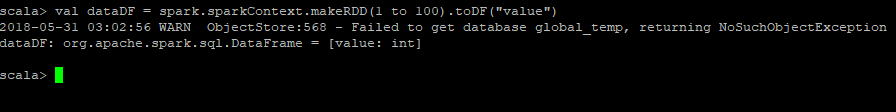 scala> val dataDF = spark.sparkContext.makeRDD(1 to 100).toDF("value")
2018-05-31 03:02:56 WARN  ObjectStore:568 - Failed to get database global_temp, returning NoSuchObjectException
dataDF: org.apache.spark.sql.DataFrame = [value: int]
scala>